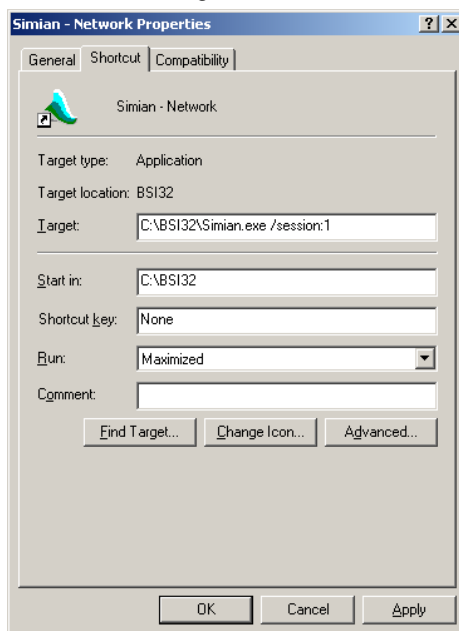 Simian - Network Properties
General Shortcut Compatibility
Simian - Network
Target type: Application
Target location: BSI32
Target: C:\BSI32\Simian.exe /session:1
Start in: C:\BSI32
Shortcut key: None
Run: Maximized
Comment:
Find Target... Change Icon... Advanced...
OK Cancel Apply